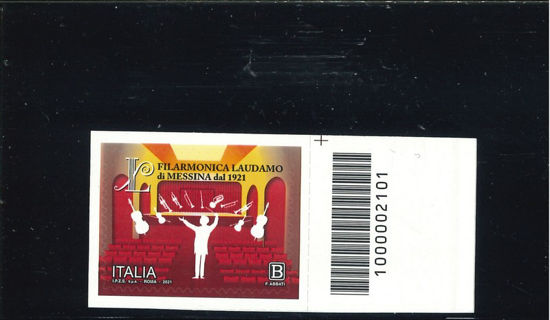 FILARMONICA LAUDAMO
di MESSINA dal 1921
ITALIA
B
I.P.Z.S. S.p.A. - ROMA - 2021
F. ABBATI
1000002101